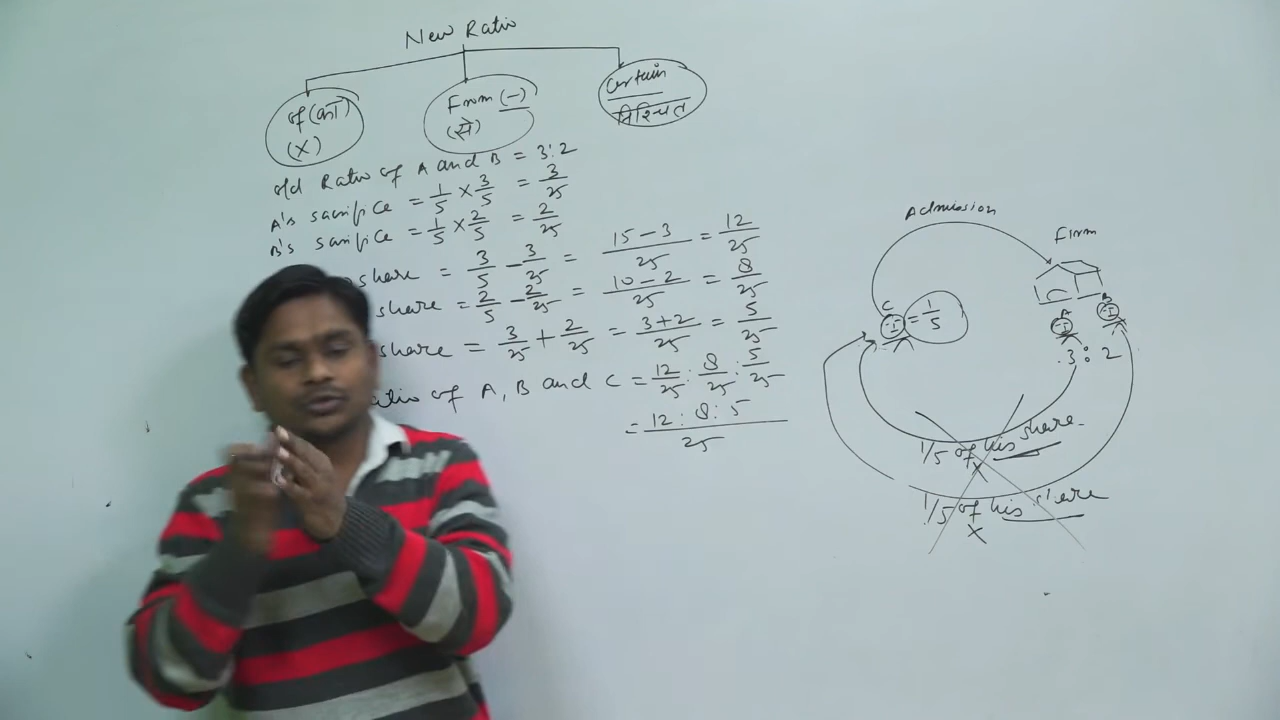 New Ratio
of (का)
(×)
From (-)
(से)
Certain
निश्चित
Old Ratio of A and B = 3:2
A's sacrifice = 1/5 × 3/5 = 3/25
B's sacrifice = 1/5 × 2/5 = 2/25
share = 3/5 - 3/25 = 15-3/25 = 12/25
share = 2/5 - 2/25 = 10-2/25 = 8/25
share = 3/25 + 2/25 = 3+2/25 = 5/25
atio of A, B and C = 12/25 : 8/25 : 5/25
= 12 : 8 : 5/25
Admission
Firm
C = 1/5
A B
3 : 2
1/5 of his share
×
1/5 of his share
×